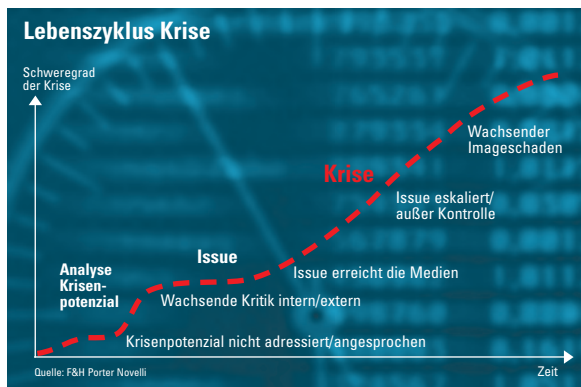 Lebenszyklus Krise
Schweregrad
der Krise
Wachsender
Imageschaden
Krise
Issue eskaliert/
außer Kontrolle
Issue
Issue erreicht die Medien
Analyse
Krisen-
potenzial
Wachsende Kritik intern/extern
Krisenpotenzial nicht adressiert/angesprochen
Quelle: F&H Porter Novelli
Zeit